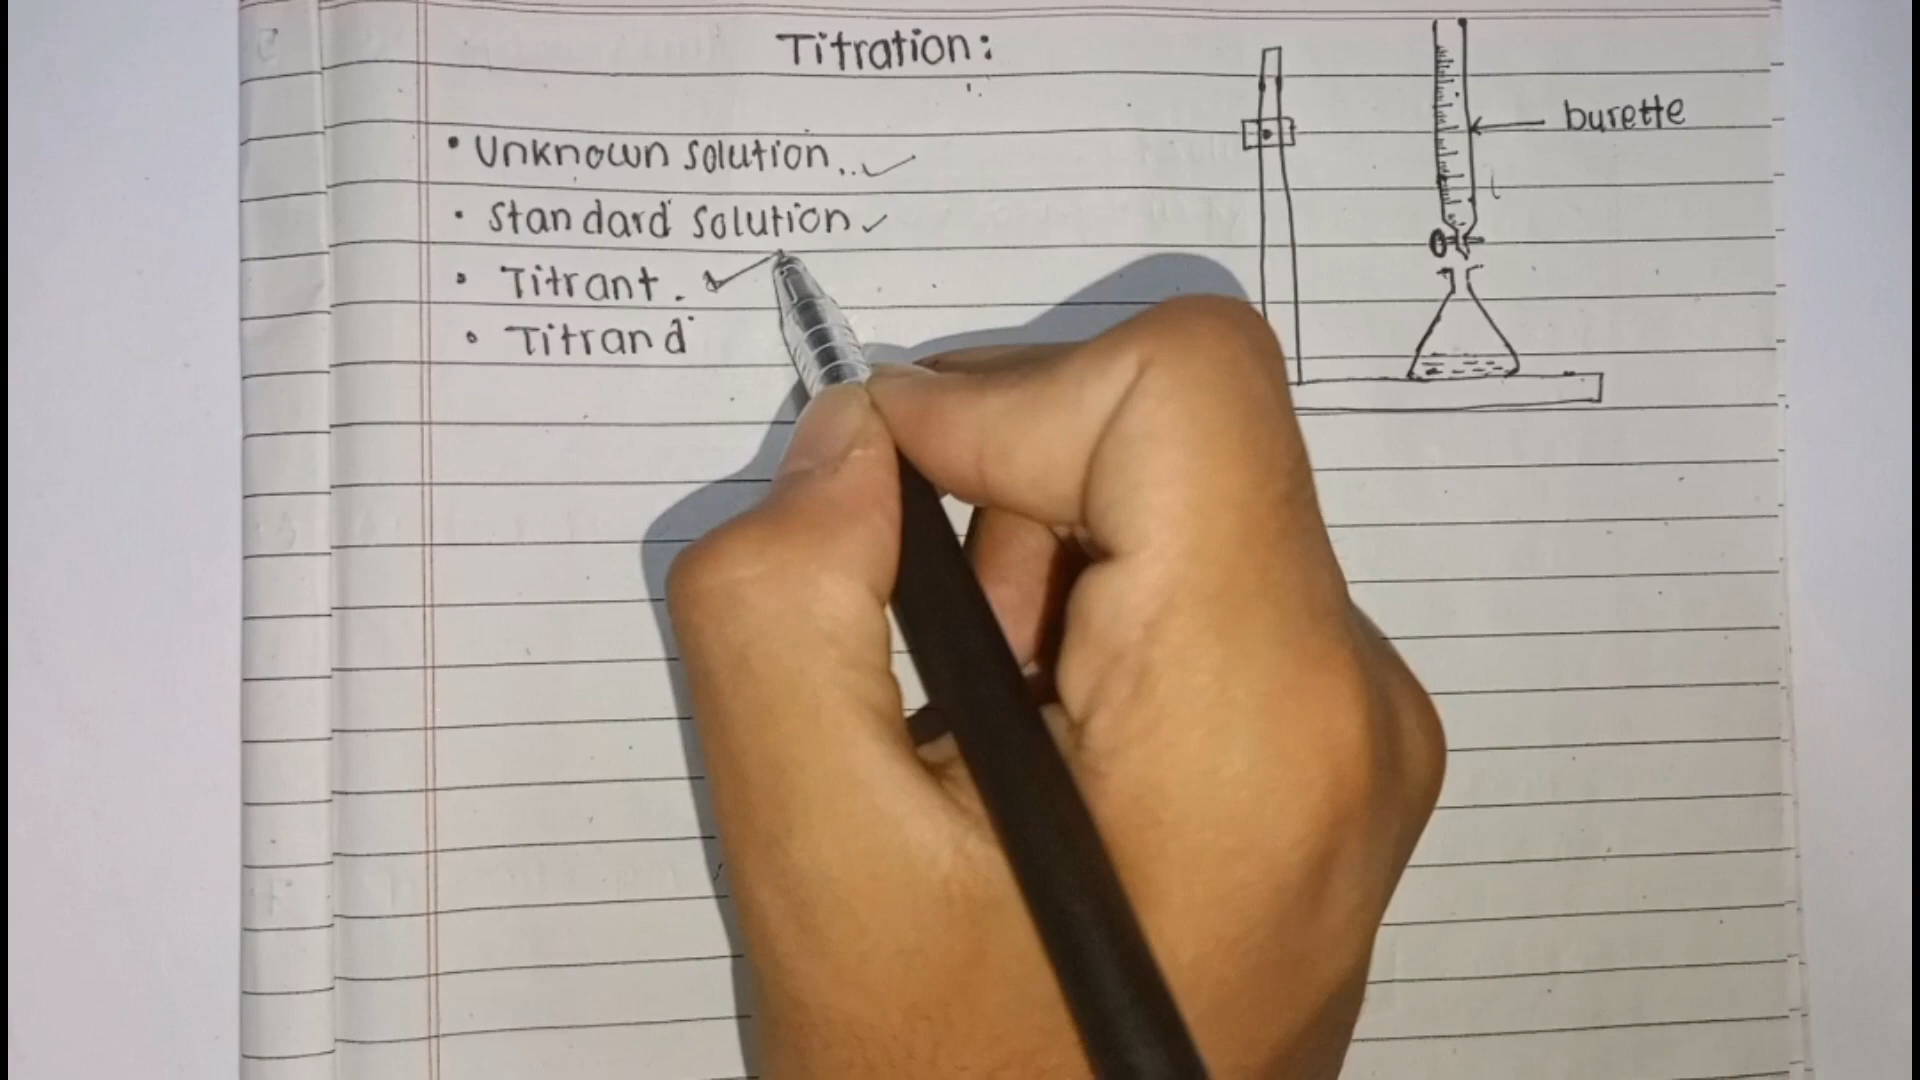 Titration:
• Unknown solution..
• Standard solution
• Titrant.
• Titrand
burette